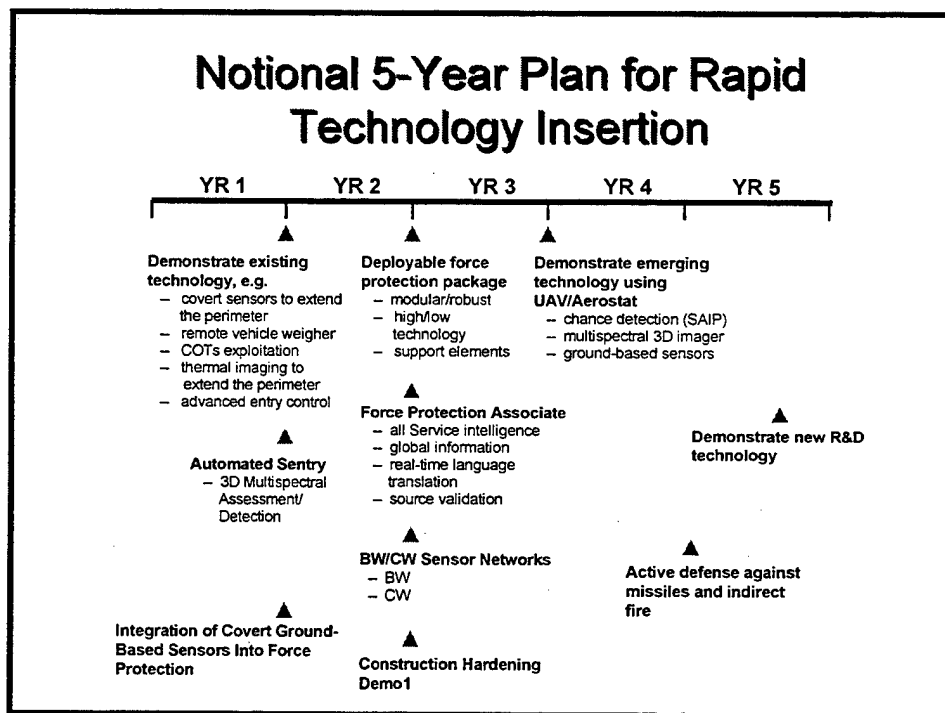 Notional 5-Year Plan for Rapid
Technology Insertion
YR 1 YR 2 YR 3 YR 4 YR 5
Demonstrate existing
technology, e.g.
– covert sensors to extend
the perimeter
– remote vehicle weigher
– COTs exploitation
– thermal imaging to
extend the perimeter
– advanced entry control
Automated Sentry
– 3D Multispectral
Assessment/
Detection
Integration of Covert Ground-
Based Sensors Into Force
Protection
Deployable force
protection package
– modular/robust
– high/low
technology
– support elements
Force Protection Associate
– all Service intelligence
– global information
– real-time language
translation
– source validation
BW/CW Sensor Networks
– BW
– CW
Construction Hardening
Demo1
Demonstrate emerging
technology using
UAV/Aerostat
– chance detection (SAIP)
– multispectral 3D imager
– ground-based sensors
Active defense against
missiles and indirect
fire
Demonstrate new R&D
technology